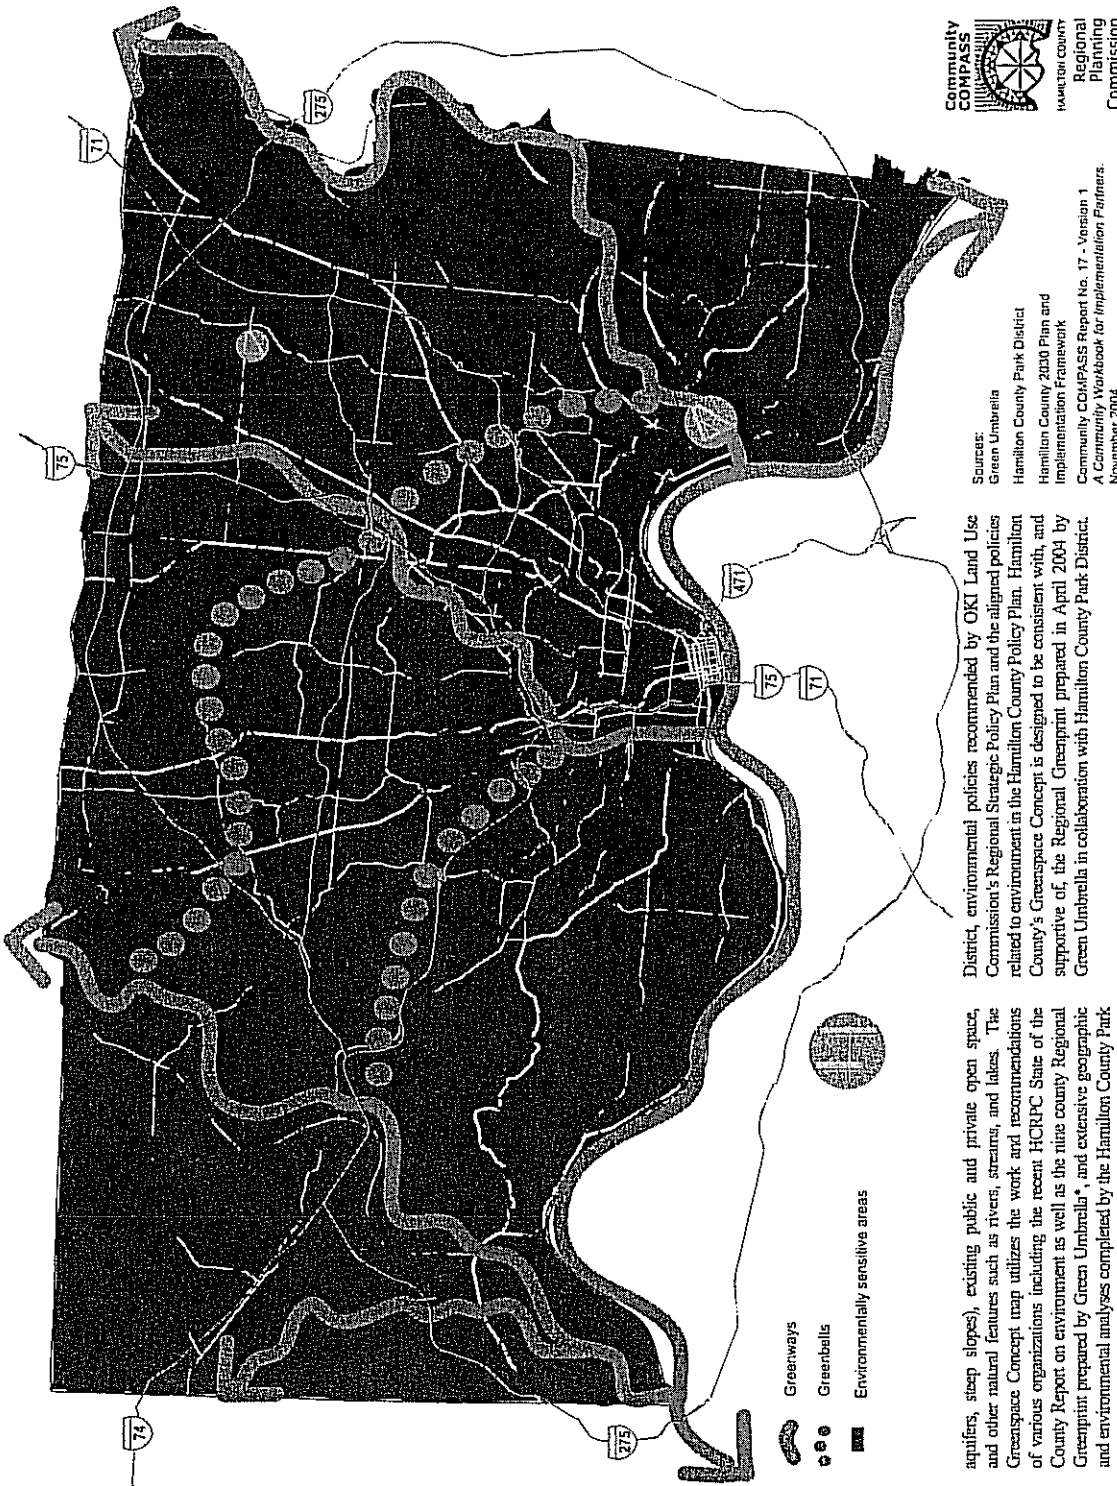 71
75
275
74
275
75
71
471
Greenways
Greenbelts
Environmentally sensitive areas
aquifers, steep slopes), existing public and private open space,
and other natural features such as rivers, streams, and lakes. The
Greenspace Concept map utilizes the work and recommendations
of various organizations including the recent HCRPC State of the
County Report on environment as well as the nine county Regional
Greenprint prepared by Green Umbrella*, and extensive geographic
and environmental analyses completed by the Hamilton County Park
District, environmental policies recommended by OKI Land Use
Commission's Regional Strategic Policy Plan and the aligned policies
related to environment in the Hamilton County Policy Plan. Hamilton
County's Greenspace Concept is designed to be consistent with, and
supportive of, the Regional Greenprint prepared in April 2004 by
Green Umbrella in collaboration with Hamilton County Park District.
Sources:
Green Umbrella
Hamilton County Park District
Hamilton County 2030 Plan and
Implementation Framework
Community COMPASS Report No. 17 - Version 1
A Community Workbook for Implementation Partners.
November 2004
Community
COMPASS
HAMILTON COUNTY
Regional
Planning
Commission